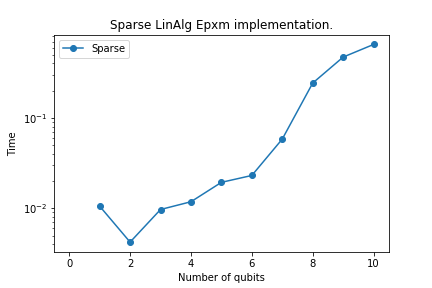 Sparse LinAlg Epxm implementation.
Sparse
Time
10⁻¹
10⁻²
0 2 4 6 8 10
Number of qubits